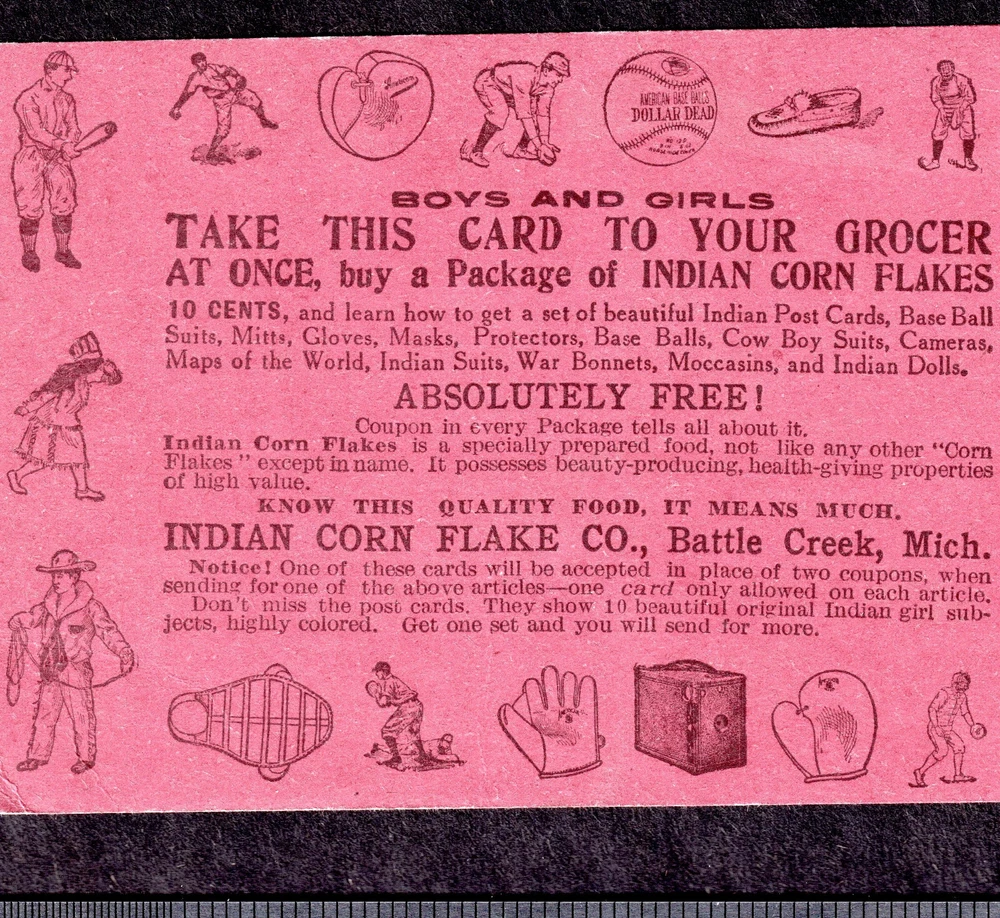 AMERICAN BASE BALLS
DOLLAR DEAD
BOYS AND GIRLS
TAKE THIS CARD TO YOUR GROCER
AT ONCE, buy a Package of INDIAN CORN FLAKES
10 CENTS, and learn how to get a set of beautiful Indian Post Cards, Base Ball
Suits, Mitts, Gloves, Masks, Protectors, Base Balls, Cow Boy Suits, Cameras,
Maps of the World, Indian Suits, War Bonnets, Moccasins, and Indian Dolls.
ABSOLUTELY FREE!
Coupon in every Package tells all about it.
Indian Corn Flakes is a specially prepared food, not like any other "Corn
Flakes" except in name. It possesses beauty-producing, health-giving properties
of high value.
KNOW THIS QUALITY FOOD, IT MEANS MUCH.
INDIAN CORN FLAKE CO., Battle Creek, Mich.
Notice! One of these cards will be accepted in place of two coupons, when
sending for one of the above articles—one card only allowed on each article.
Don't miss the post cards. They show 10 beautiful original Indian girl sub-
jects, highly colored. Get one set and you will send for more.